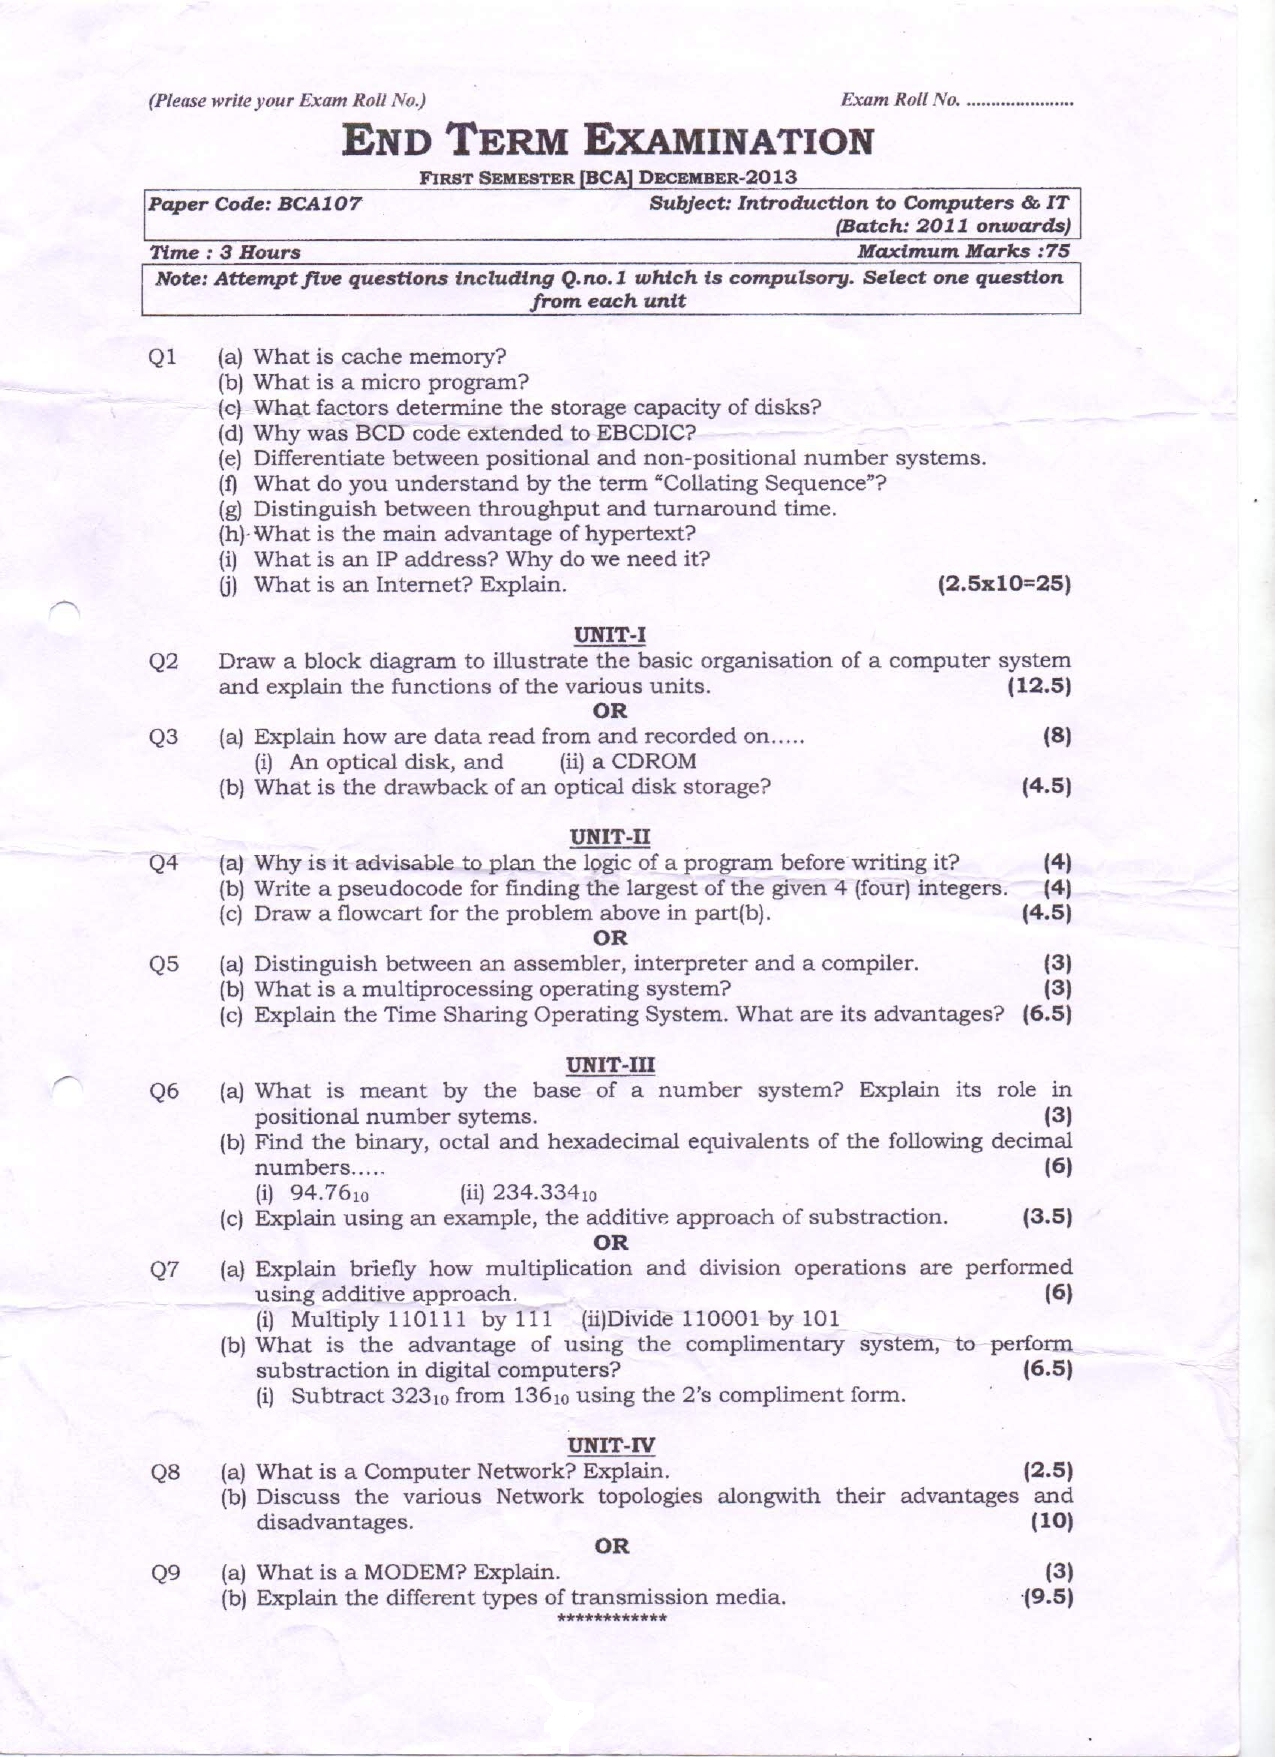 (Please write your Exam Roll No.) Exam Roll No. ......................
END TERM EXAMINATION
FIRST SEMESTER [BCA] DECEMBER-2013
Paper Code: BCA107 Subject: Introduction to Computers & IT
(Batch: 2011 onwards)
Time : 3 Hours Maximum Marks :75
Note: Attempt five questions including Q.no.1 which is compulsory. Select one question
from each unit
Q1 (a) What is cache memory?
(b) What is a micro program?
(c) What factors determine the storage capacity of disks?
(d) Why was BCD code extended to EBCDIC?
(e) Differentiate between positional and non-positional number systems.
(f) What do you understand by the term “Collating Sequence”?
(g) Distinguish between throughput and turnaround time.
(h) What is the main advantage of hypertext?
(i) What is an IP address? Why do we need it?
(j) What is an Internet? Explain. (2.5x10=25)
UNIT-I
Q2 Draw a block diagram to illustrate the basic organisation of a computer system
and explain the functions of the various units. (12.5)
OR
Q3 (a) Explain how are data read from and recorded on..... (8)
(i) An optical disk, and (ii) a CDROM
(b) What is the drawback of an optical disk storage? (4.5)
UNIT-II
Q4 (a) Why is it advisable to plan the logic of a program before writing it? (4)
(b) Write a pseudocode for finding the largest of the given 4 (four) integers. (4)
(c) Draw a flowcart for the problem above in part(b). (4.5)
OR
Q5 (a) Distinguish between an assembler, interpreter and a compiler. (3)
(b) What is a multiprocessing operating system? (3)
(c) Explain the Time Sharing Operating System. What are its advantages? (6.5)
UNIT-III
Q6 (a) What is meant by the base of a number system? Explain its role in
positional number sytems. (3)
(b) Find the binary, octal and hexadecimal equivalents of the following decimal
numbers..... (6)
(i) 94.76₁₀ (ii) 234.334₁₀
(c) Explain using an example, the additive approach of substraction. (3.5)
OR
Q7 (a) Explain briefly how multiplication and division operations are performed
using additive approach. (6)
(i) Multiply 110111 by 111 (ii)Divide 110001 by 101
(b) What is the advantage of using the complimentary system, to perform
substraction in digital computers? (6.5)
(i) Subtract 323₁₀ from 136₁₀ using the 2's compliment form.
UNIT-IV
Q8 (a) What is a Computer Network? Explain. (2.5)
(b) Discuss the various Network topologies alongwith their advantages and
disadvantages. (10)
OR
Q9 (a) What is a MODEM? Explain. (3)
(b) Explain the different types of transmission media. (9.5)
************